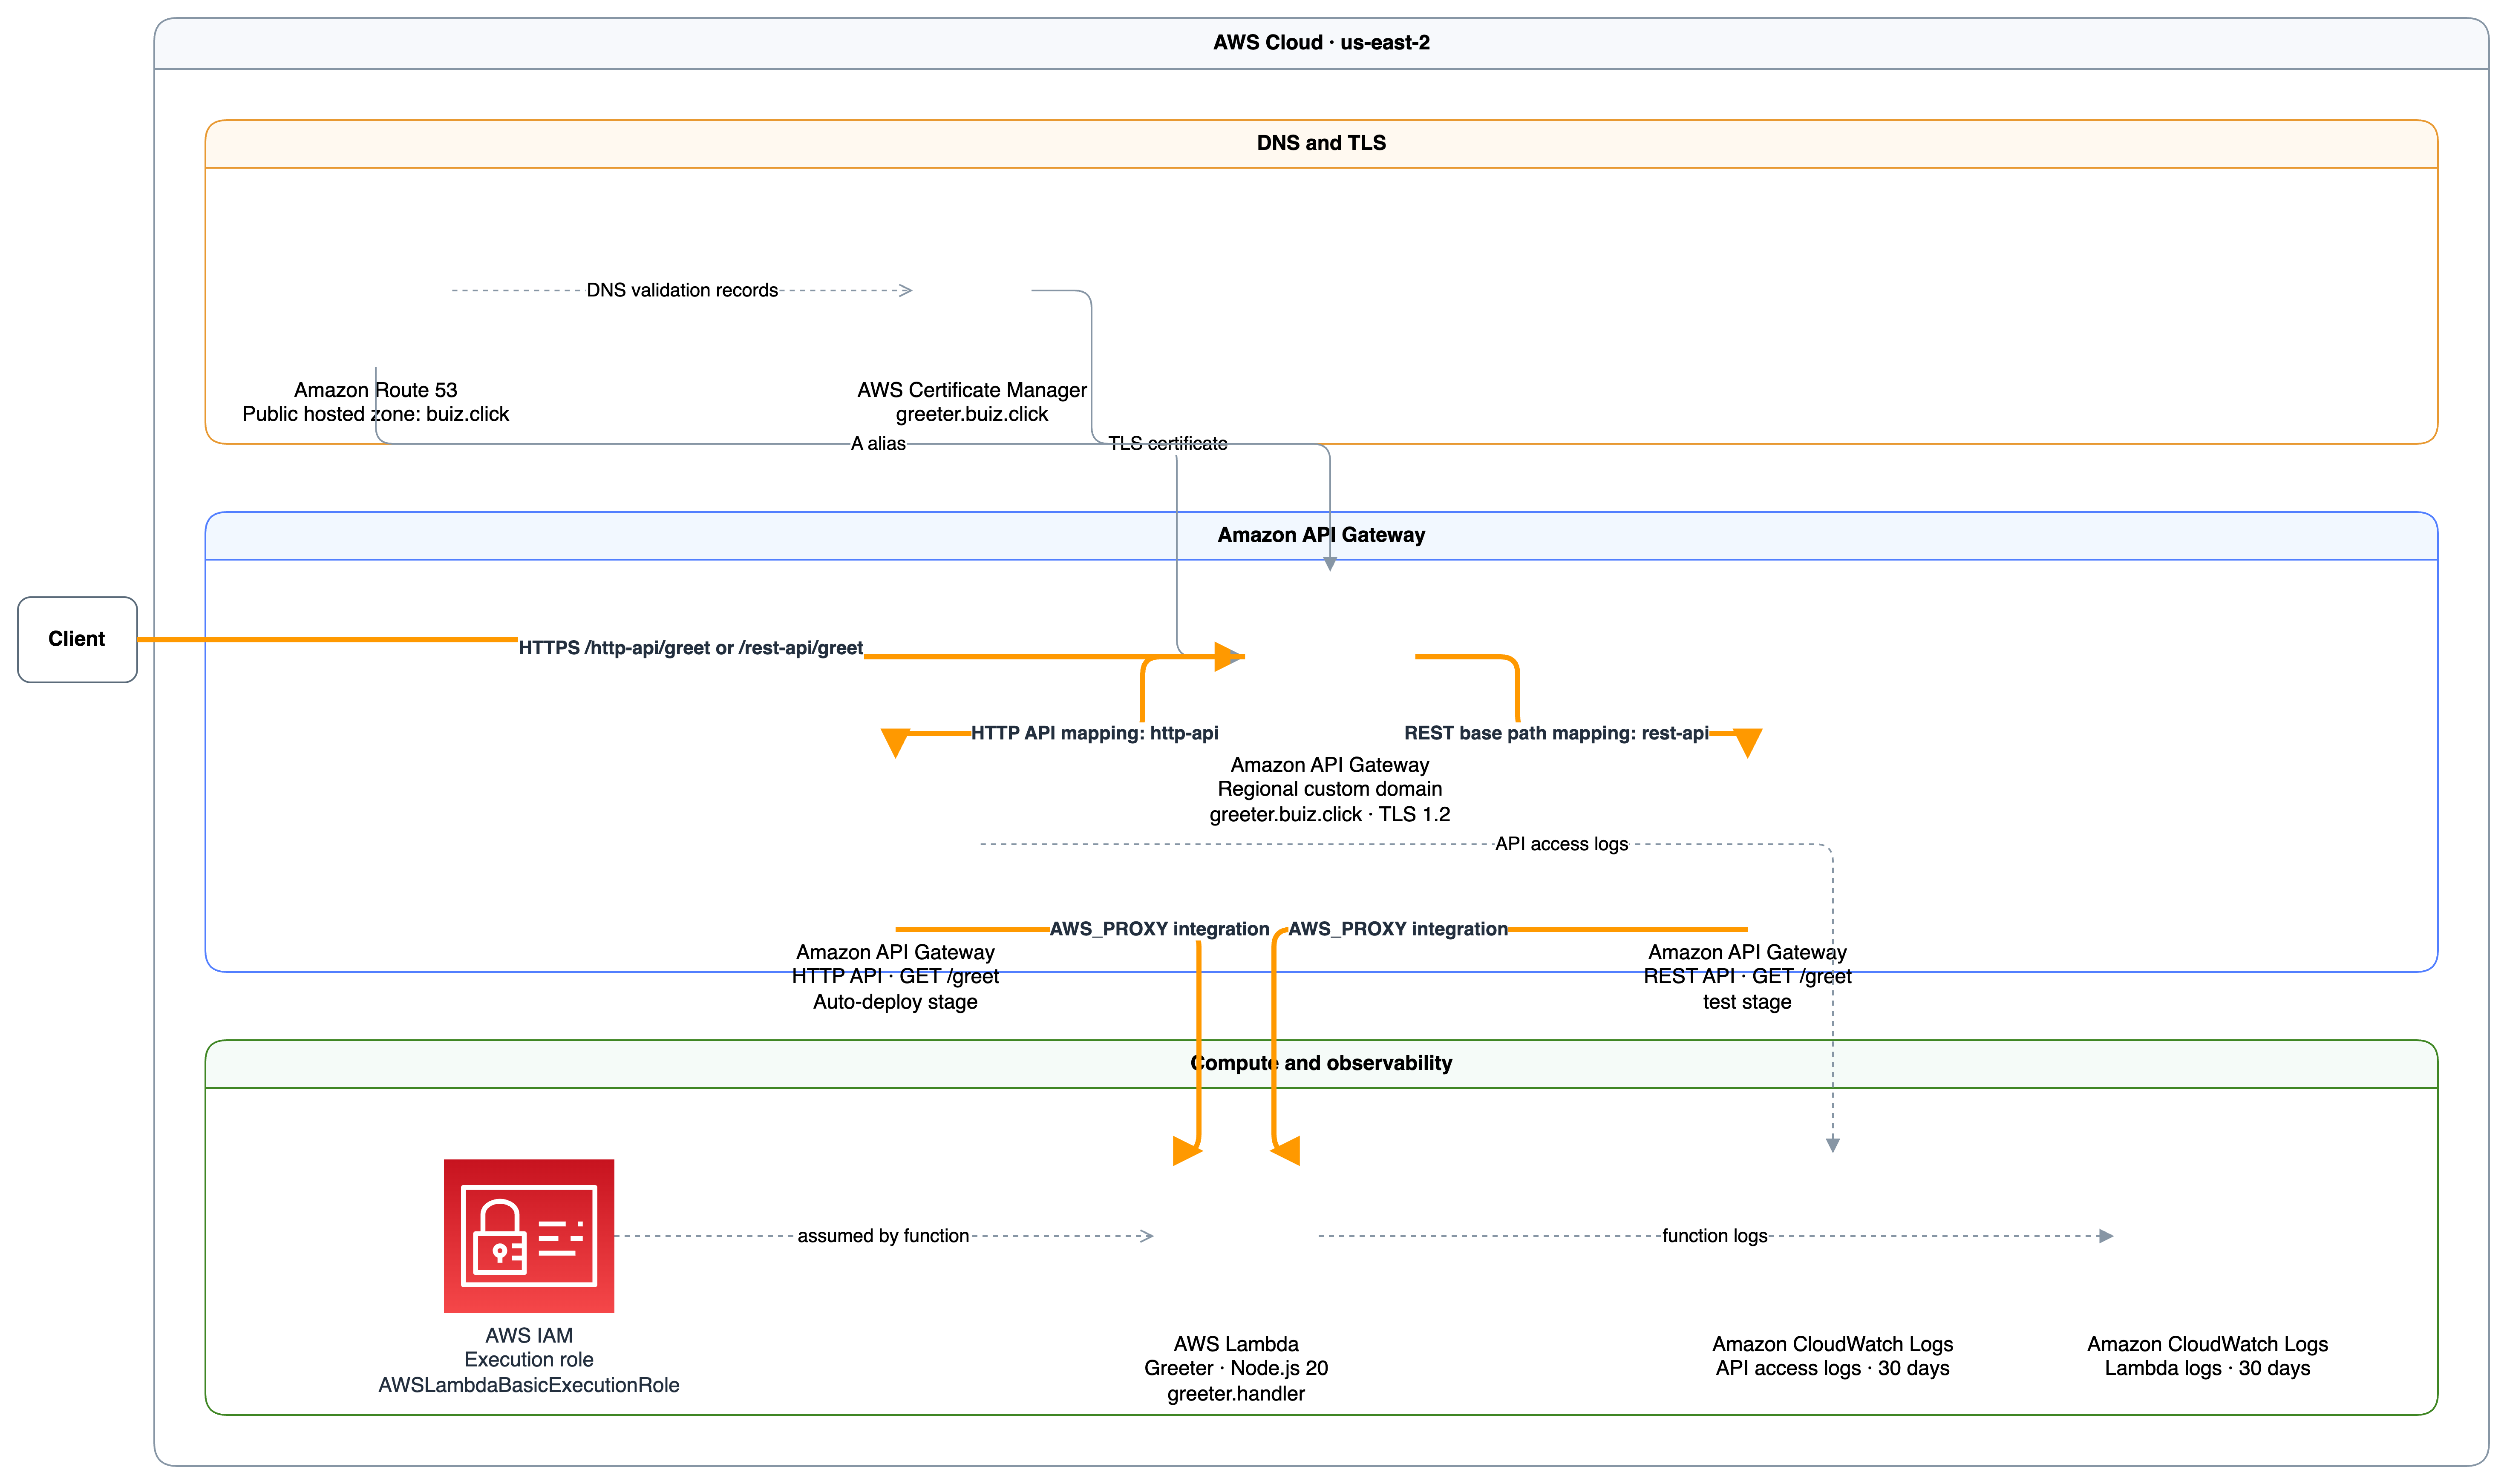 AWS Cloud · us-east-2
DNS and TLS
DNS validation records
Amazon Route 53
Public hosted zone: buiz.click
AWS Certificate Manager
greeter.buiz.click
A alias
TLS certificate
Amazon API Gateway
Client
HTTPS /http-api/greet or /rest-api/greet
HTTP API mapping: http-api
REST base path mapping: rest-api
Amazon API Gateway
Regional custom domain
greeter.buiz.click · TLS 1.2
API access logs
AWS_PROXY integration
AWS_PROXY integration
Amazon API Gateway
HTTP API · GET /greet
Auto-deploy stage
Amazon API Gateway
REST API · GET /greet
test stage
Compute and observability
assumed by function
function logs
AWS IAM
Execution role
AWSLambdaBasicExecutionRole
AWS Lambda
Greeter · Node.js 20
greeter.handler
Amazon CloudWatch Logs
API access logs · 30 days
Amazon CloudWatch Logs
Lambda logs · 30 days